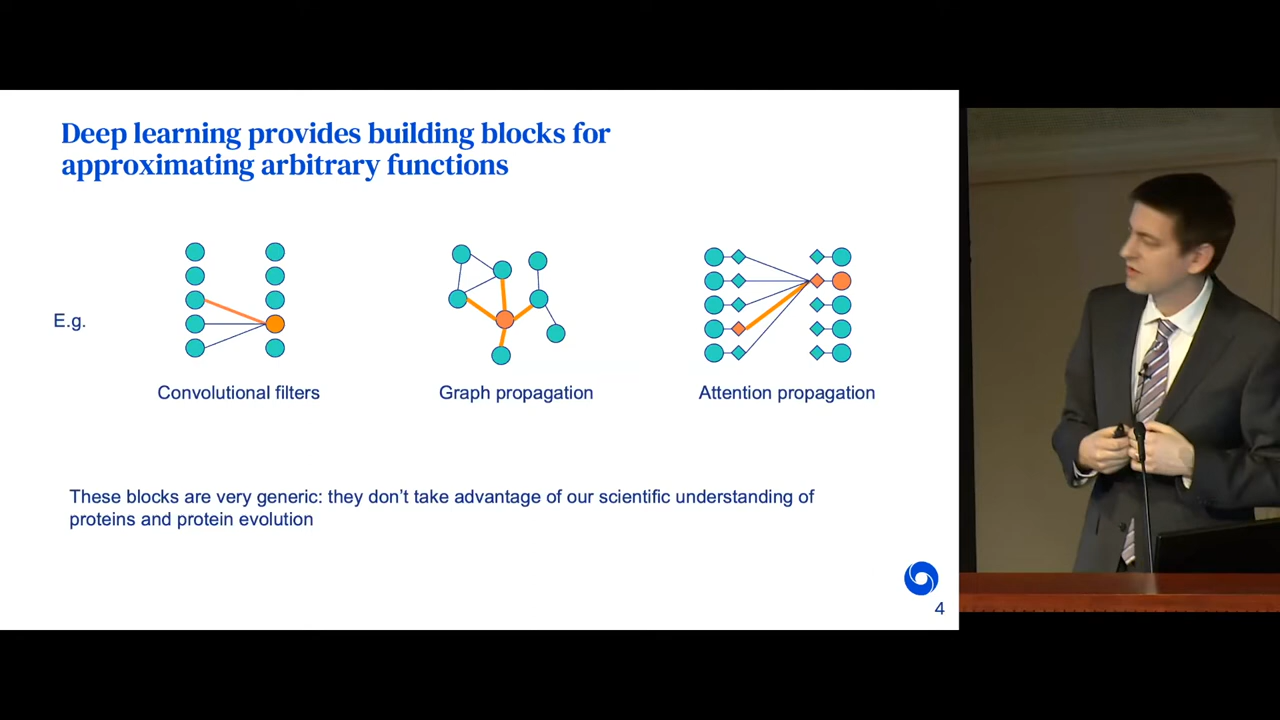 Deep learning provides building blocks for
approximating arbitrary functions
E.g.
Convolutional filters
Graph propagation
Attention propagation
These blocks are very generic: they don’t take advantage of our scientific understanding of
proteins and protein evolution
4